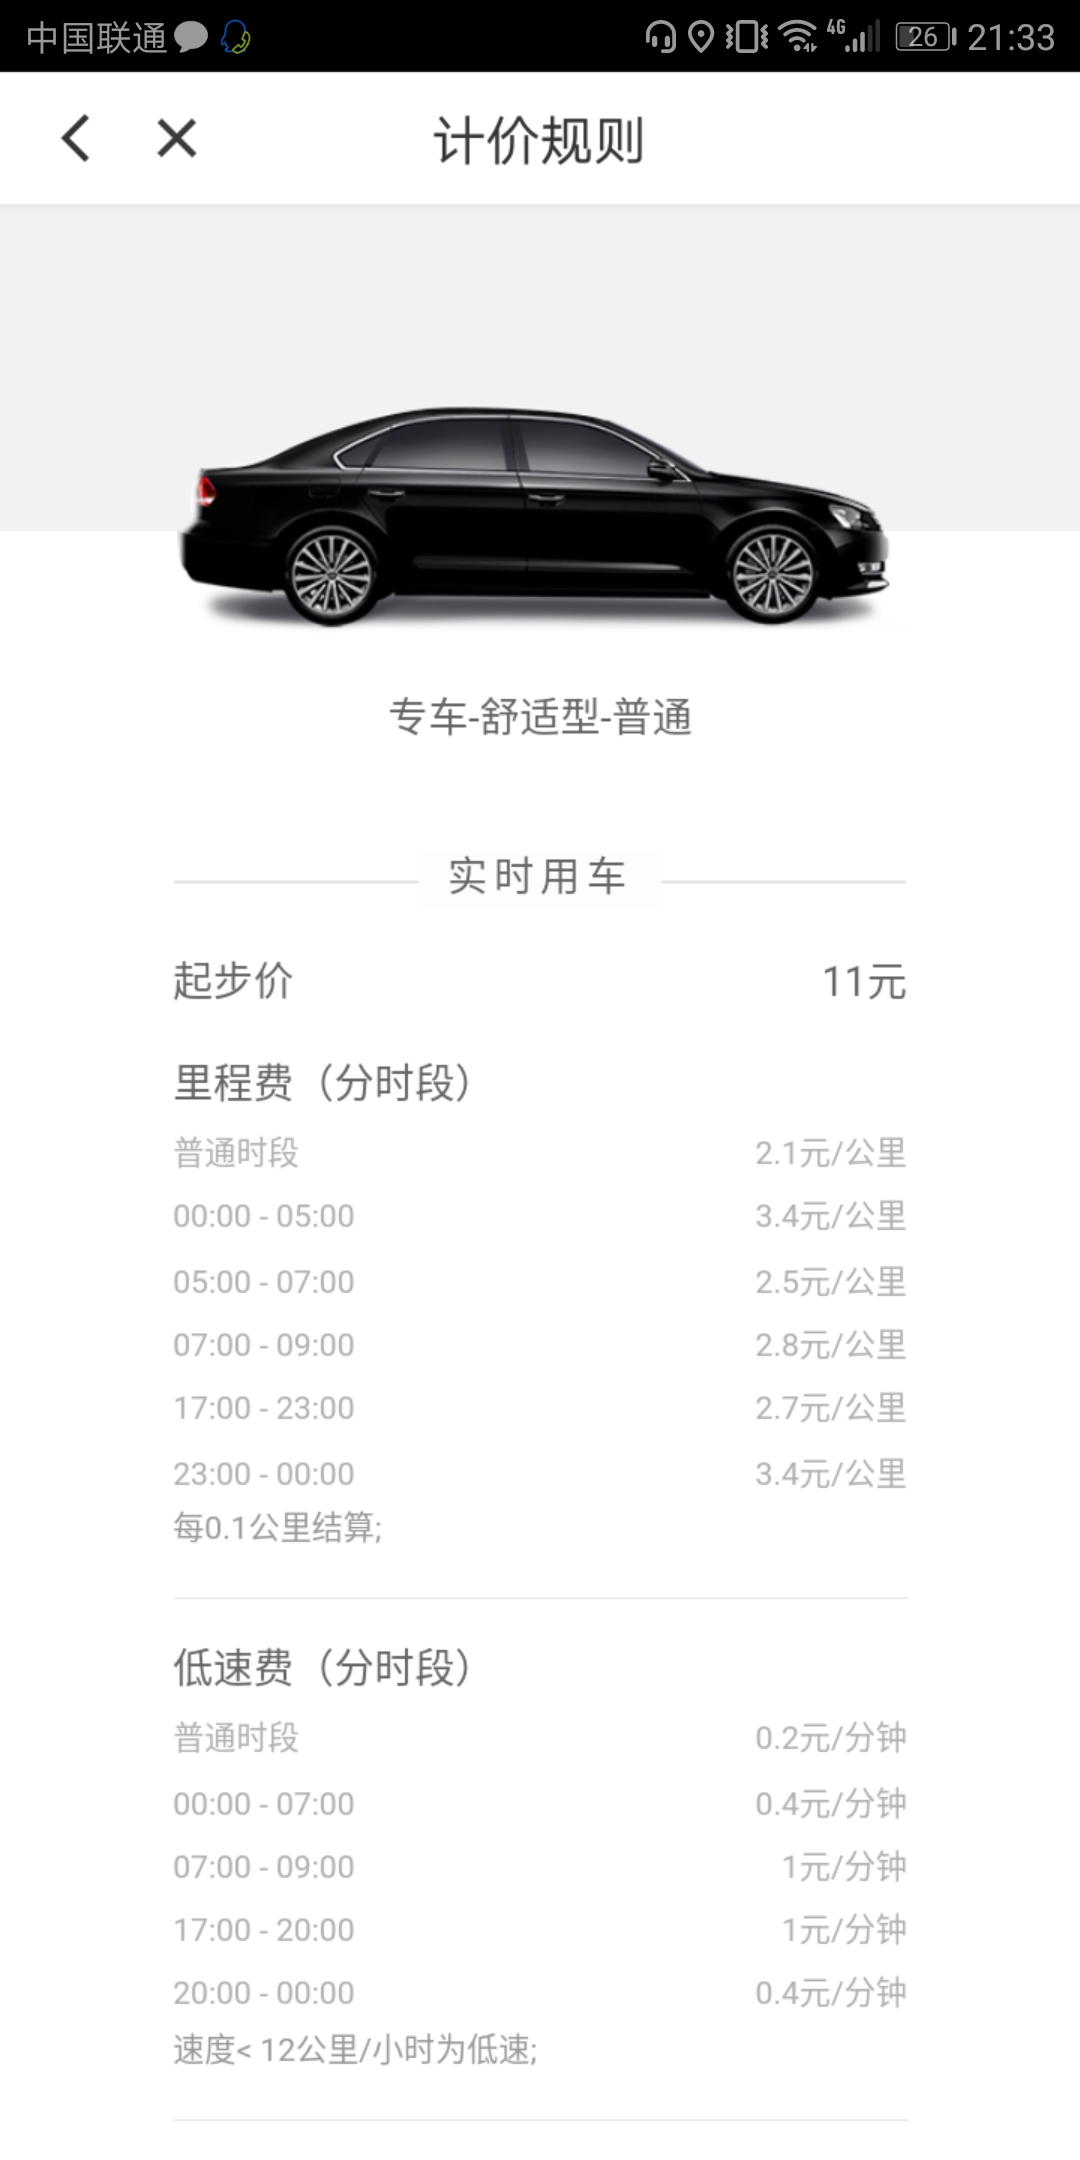 中国联通 4G 26 21:33
计价规则
专车-舒适型-普通
实时用车
起步价 11元
里程费（分时段）
普通时段 2.1元/公里
00:00 - 05:00 3.4元/公里
05:00 - 07:00 2.5元/公里
07:00 - 09:00 2.8元/公里
17:00 - 23:00 2.7元/公里
23:00 - 00:00 3.4元/公里
每0.1公里结算;
低速费（分时段）
普通时段 0.2元/分钟
00:00 - 07:00 0.4元/分钟
07:00 - 09:00 1元/分钟
17:00 - 20:00 1元/分钟
20:00 - 00:00 0.4元/分钟
速度< 12公里/小时为低速;